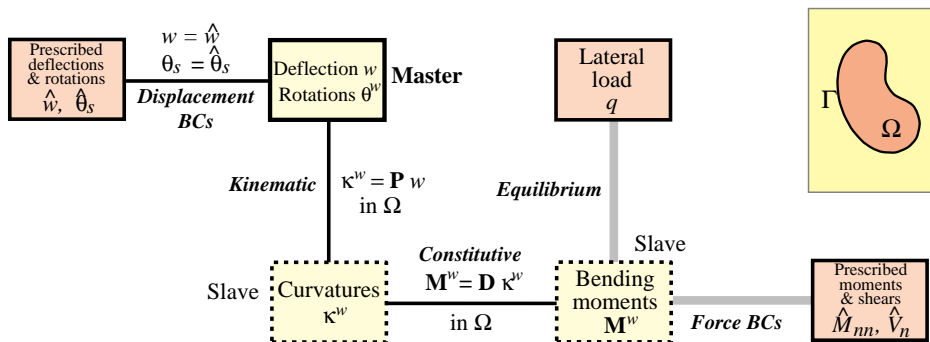 Prescribed
deflections
& rotations
ŵ, θ̂ₛ
w = ŵ
θₛ = θ̂ₛ
Displacement
BCs
Deflection w
Rotations θʷ
Master
Lateral
load
q
Γ
Ω
Kinematic
κʷ = P w
in Ω
Equilibrium
Slave
Curvatures
κʷ
Constitutive
Mʷ = D κʷ
in Ω
Slave
Bending
moments
Mʷ
Force BCs
Prescribed
moments
& shears
M̂ₙₙ, V̂ₙ